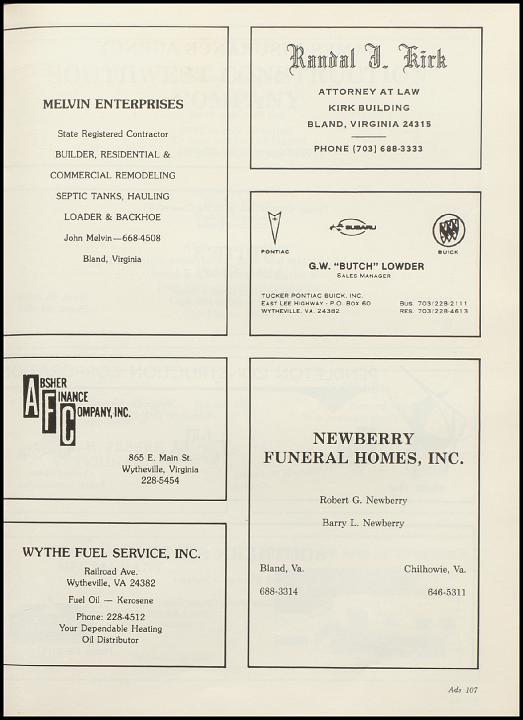 MELVIN ENTERPRISES
State Registered Contractor
BUILDER, RESIDENTIAL &
COMMERCIAL REMODELING
SEPTIC TANKS, HAULING
LOADER & BACKHOE
John Melvin—668-4508
Bland, Virginia
Randal J. Kirk
ATTORNEY AT LAW
KIRK BUILDING
BLAND, VIRGINIA 24315
PHONE (703) 688-3333
SUBARU
PONTIAC
BUICK
G.W. "BUTCH" LOWDER
SALES MANAGER
TUCKER PONTIAC BUICK, INC.
EAST LEE HIGHWAY - P.O. BOX 60
WYTHEVILLE, VA. 24382
BUS. 703/228-2111
RES. 703/228-4613
ABSHER
FINANCE
COMPANY, INC.
865 E. Main St.
Wytheville, Virginia
228-5454
WYTHE FUEL SERVICE, INC.
Railroad Ave.
Wytheville, VA 24382
Fuel Oil — Kerosene
Phone: 228-4512
Your Dependable Heating
Oil Distributor
NEWBERRY
FUNERAL HOMES, INC.
Robert G. Newberry
Barry L. Newberry
Bland, Va.
688-3314
Chilhowie, Va.
646-5311
Ads 107